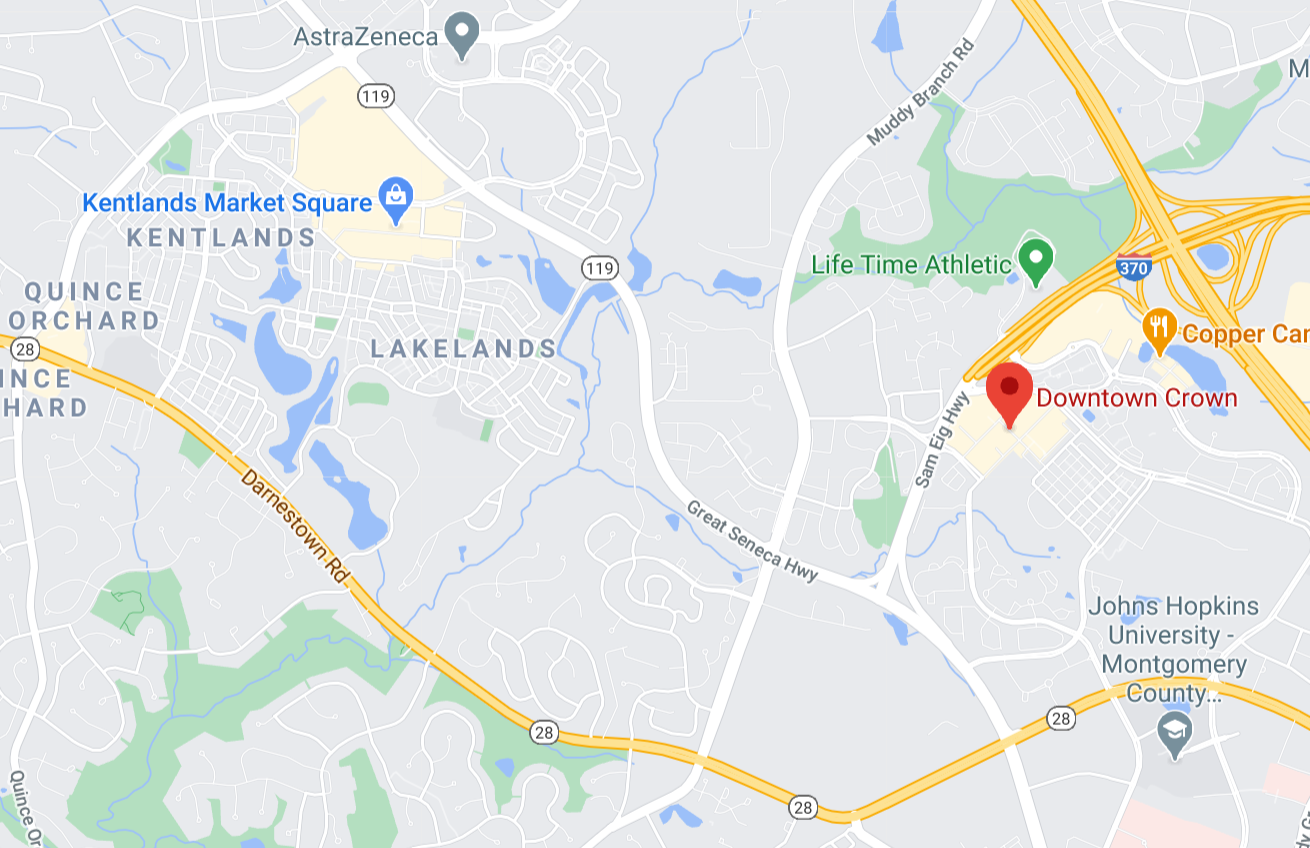 AstraZeneca
M
119
Muddy Branch Rd
Kentlands Market Square
KENTLANDS
Life Time Athletic
119
370
QUINCE
ORCHARD
Copper Car
28
LAKELANDS
INCE
HARD
Downtown Crown
Sam Eig Hwy
Darnestown Rd
Great Seneca Hwy
Johns Hopkins
University -
Montgomery
County...
28
28
28
Quince Or